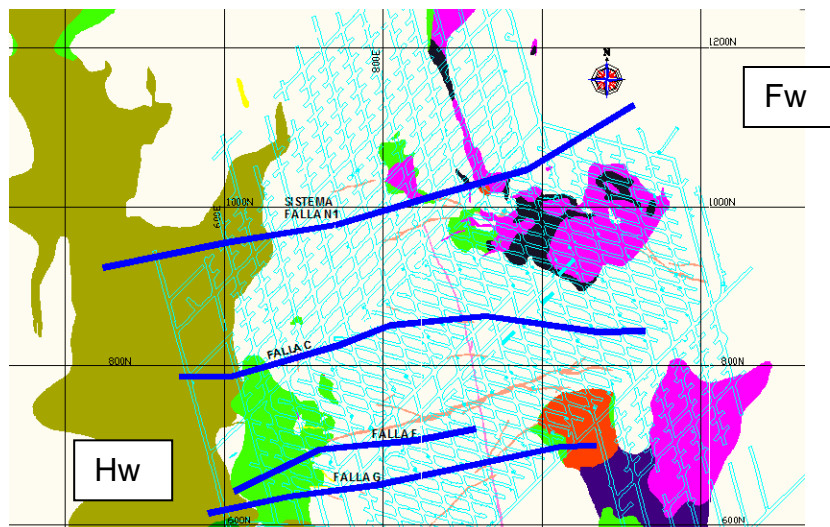 1200N
800E
N
Fw
SISTEMA
FALLA N1
1000N
1000N
600E
FALLA C
800N
800N
FALLA F
Hw
FALLA G
600N
600N